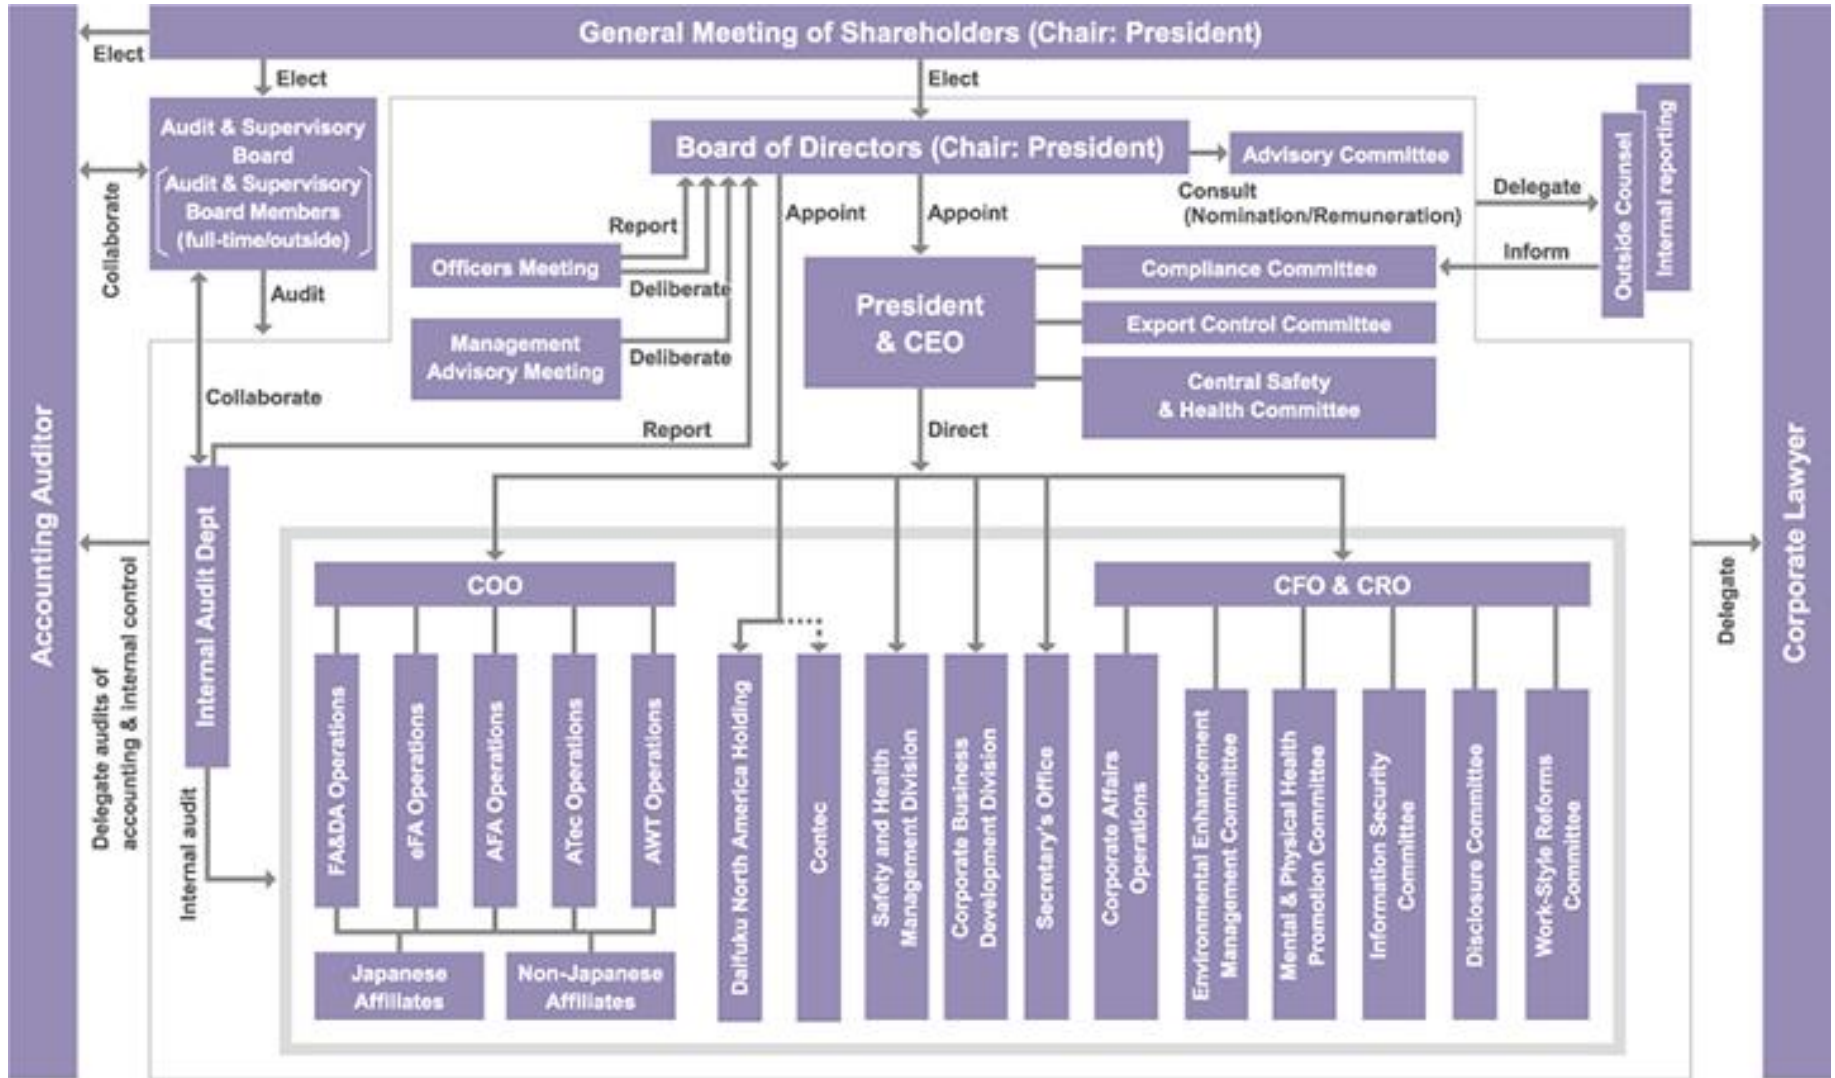 General Meeting of Shareholders (Chair: President)
Elect
Elect
Elect
Audit & Supervisory
Board
Audit & Supervisory
Board Members
(full-time/outside)
Board of Directors (Chair: President)
Advisory Committee
Consult
(Nomination/Remuneration)
Delegate
Outside Counsel
Internal reporting
Inform
Collaborate
Audit
Report
Officers Meeting
Deliberate
Management
Advisory Meeting
Deliberate
Appoint
Appoint
President
& CEO
Compliance Committee
Export Control Committee
Central Safety
& Health Committee
Collaborate
Report
Direct
Accounting Auditor
Corporate Lawyer
Internal Audit Dept
Delegate audits of
accounting & internal control
Internal audit
Delegate
COO
CFO & CRO
FA&DA Operations
eFA Operations
AFA Operations
ATec Operations
AWT Operations
Japanese
Affiliates
Non-Japanese
Affiliates
Daifuku North America Holding
Contec
Safety and Health
Management Division
Corporate Business
Development Division
Secretary's Office
Corporate Affairs
Operations
Environmental Enhancement
Management Committee
Mental & Physical Health
Promotion Committee
Information Security
Committee
Disclosure Committee
Work-Style Reforms
Committee